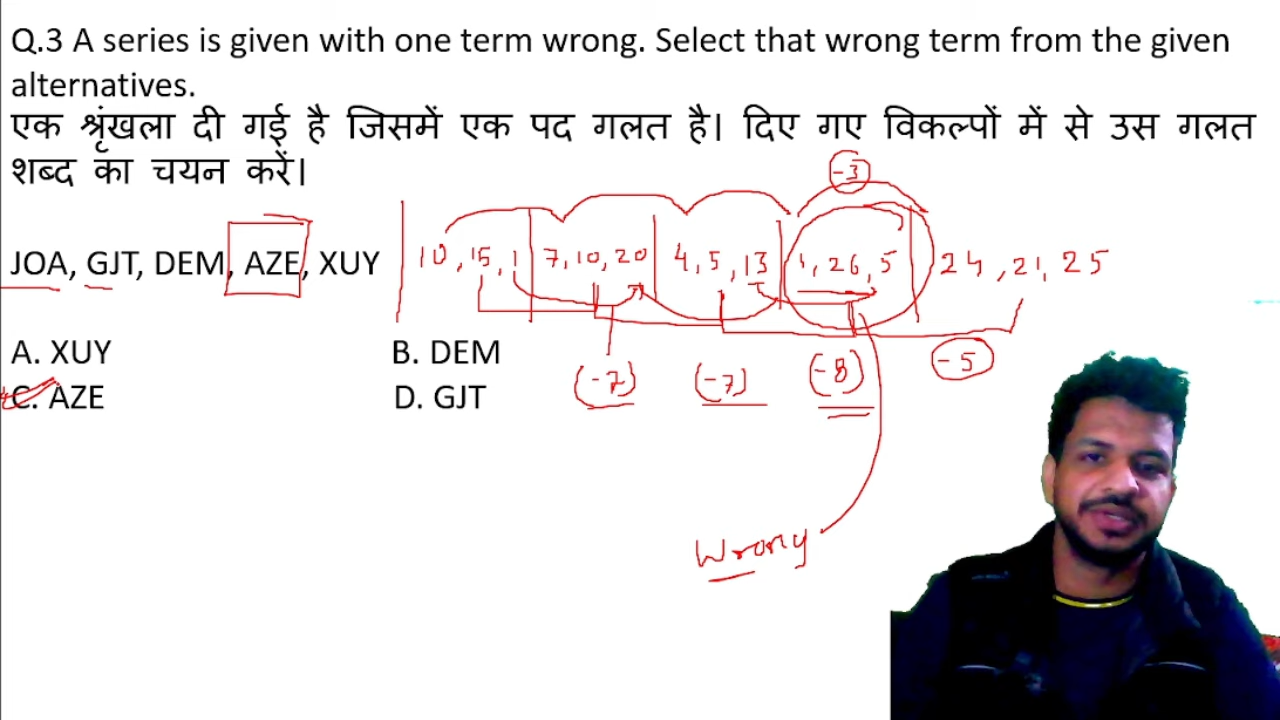 Q.3 A series is given with one term wrong. Select that wrong term from the given
alternatives.
एक श्रृंखला दी गई है जिसमें एक पद गलत है। दिए गए विकल्पों में से उस गलत
शब्द का चयन करें।
-3
JOA, GJT, DEM, AZE, XUY 10, 15, 1 7, 10, 20 4, 5, 13 1, 26, 5 24, 21, 25
A. XUY B. DEM
(-7) (-7) (-8) -5
C. AZE D. GJT
Wrong